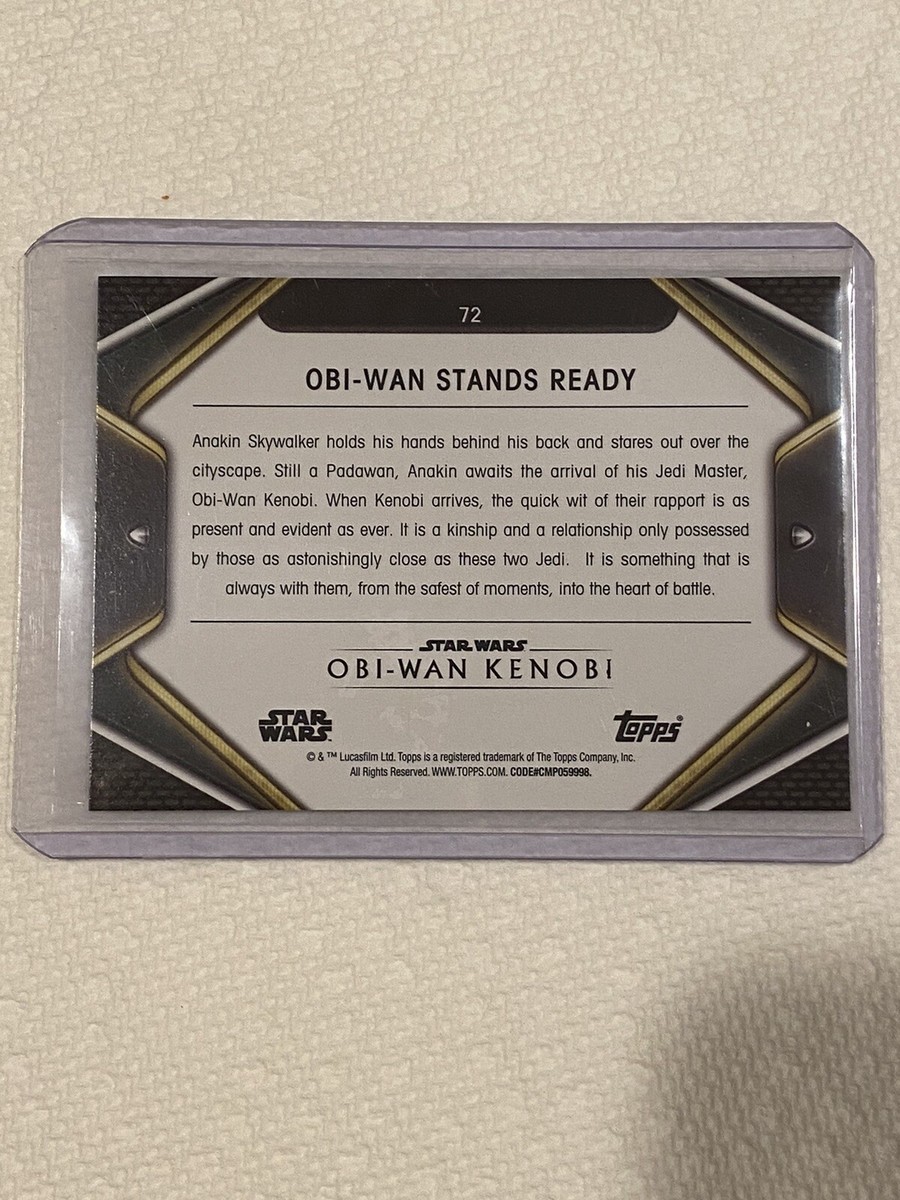 72
OBI-WAN STANDS READY
Anakin Skywalker holds his hands behind his back and stares out over the
cityscape. Still a Padawan, Anakin awaits the arrival of his Jedi Master,
Obi-Wan Kenobi. When Kenobi arrives, the quick wit of their rapport is as
present and evident as ever. It is a kinship and a relationship only possessed
by those as astonishingly close as these two Jedi. It is something that is
always with them, from the safest of moments, into the heart of battle.
STAR WARS
OBI-WAN KENOBI
STAR
WARS
Topps®
© & ™ Lucasfilm Ltd. Topps is a registered trademark of The Topps Company, Inc.
All Rights Reserved. WWW.TOPPS.COM. CODE#CMP059998.